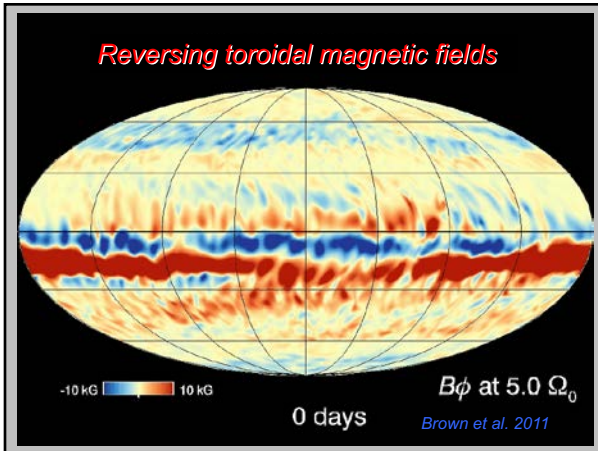 Reversing toroidal magnetic fields
-10 kG 10 kG
Bϕ at 5.0 Ω₀
0 days
Brown et al. 2011